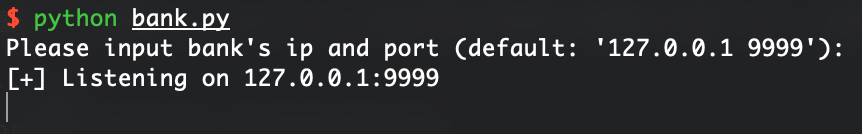 $ python bank.py
Please input bank's ip and port (default: '127.0.0.1 9999'):
[+] Listening on 127.0.0.1:9999